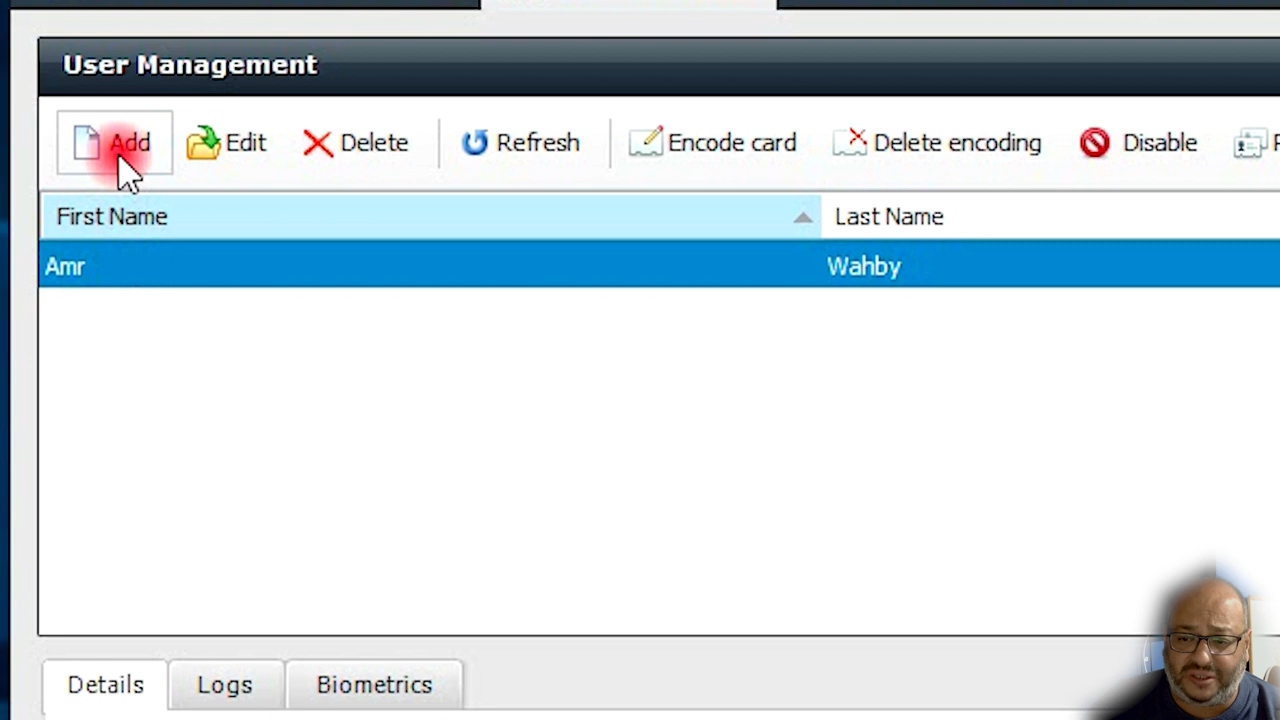 User Management
Add Edit Delete Refresh Encode card Delete encoding Disable
First Name Last Name
Amr Wahby
Details Logs Biometrics